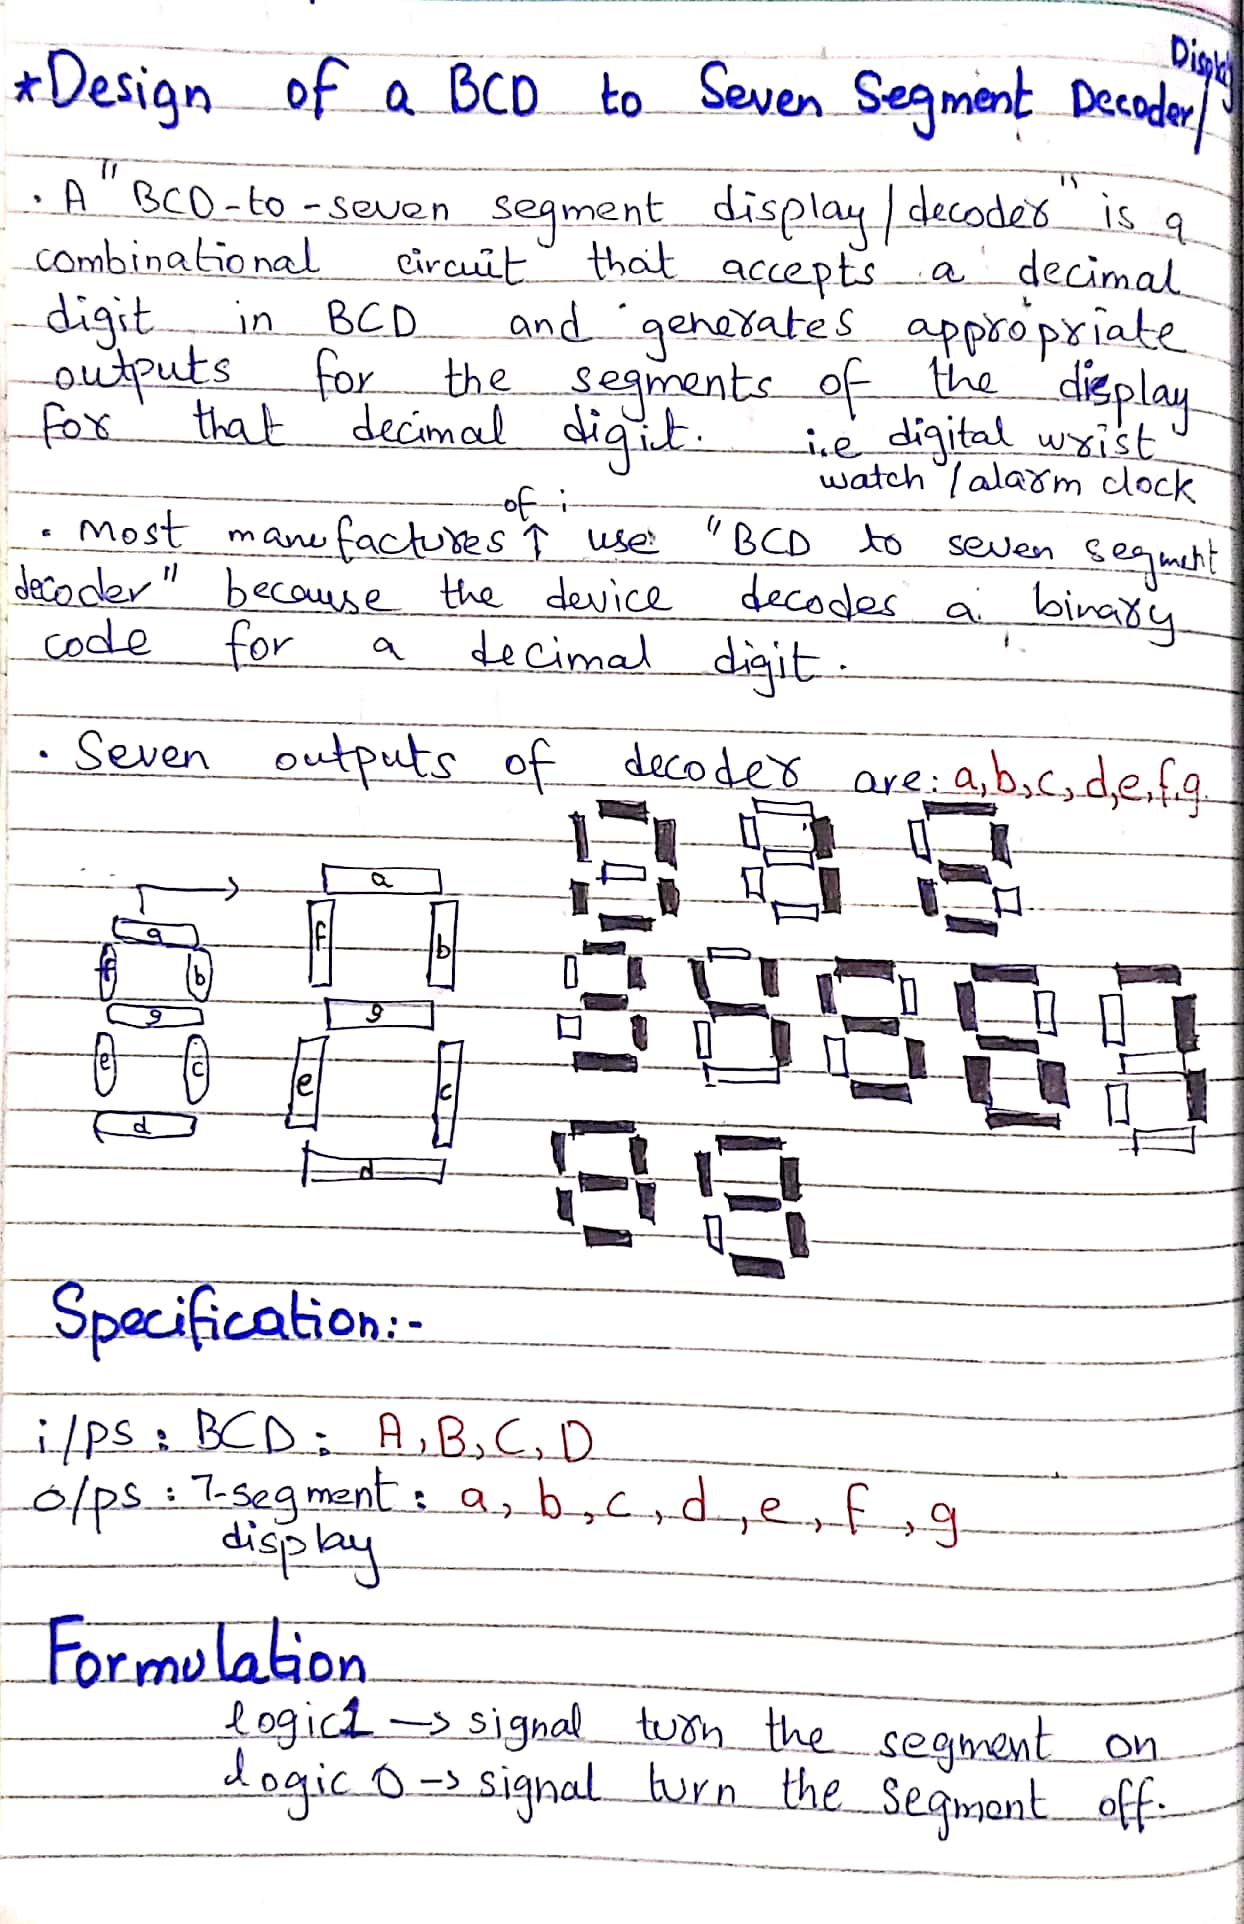 Display
*Design of a BCD to Seven Segment Decoder/
. A "BCD-to-seven segment display/decoder" is a
combinational circuit that accepts a decimal
digit in BCD and generates appropriate
outputs for the segments of the display
for that decimal digit. i.e digital wrist
watch/alarm clock
of i
. Most manufactures ↑ use "BCD to seven segment
decoder" because the device decodes a binary
code for a decimal digit.
. Seven outputs of decoder are: a,b,c,d,e,f,g.
a
f b
g
e c
d
a
f b
g
e c
d
Specification:-
i/ps : BCD: A, B, C, D
o/ps : 7-segment : a, b, c, d, e, f, g
display
Formulation
logic1 → signal turn the segment on
logic 0 → signal turn the segment off.